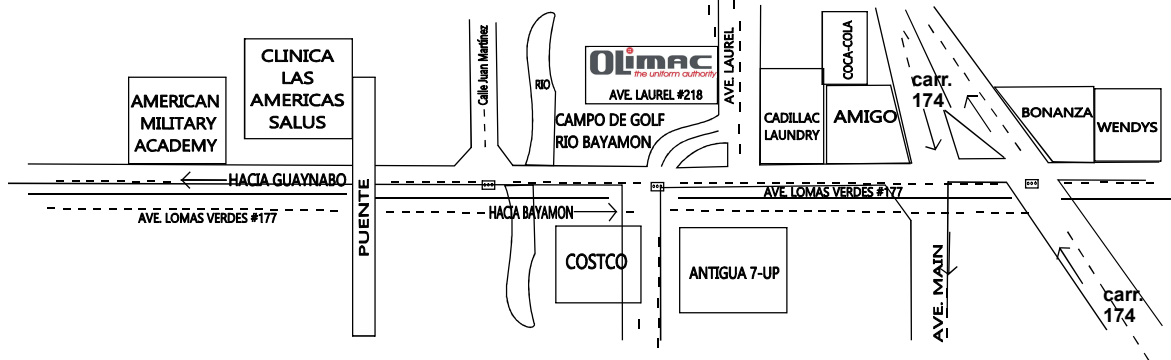 AMERICAN
MILITARY
ACADEMY
CLINICA
LAS
AMERICAS
SALUS
PUENTE
HACIA GUAYNABO
AVE. LOMAS VERDES #177
HACIA BAYAMON
Calle Juan Martínez
RIO
OLimac
the uniform authority
AVE. LAUREL #218
CAMPO DE GOLF
RIO BAYAMON
AVE. LAUREL
COSTCO
ANTIGUA 7-UP
CADILLAC
LAUNDRY
COCA-COLA
AMIGO
carr.
174
BONANZA
WENDYS
AVE. LOMAS VERDES #177
AVE. MAIN
carr.
174